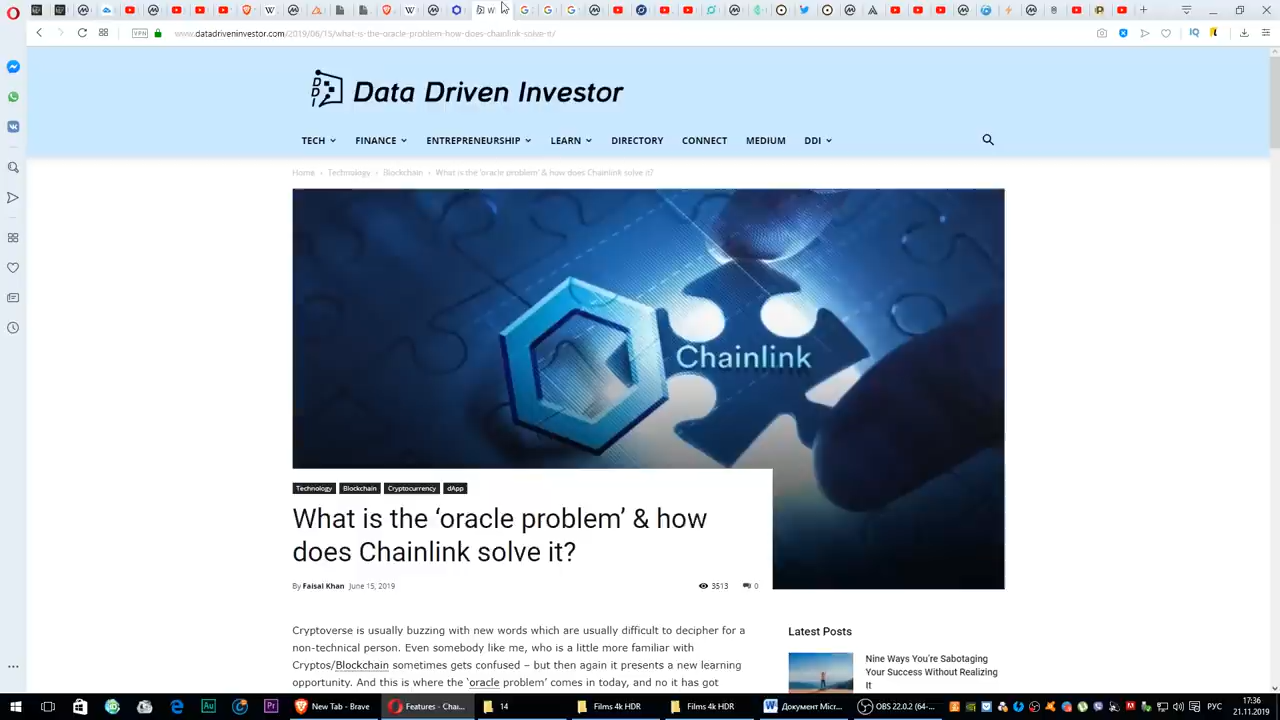 W
VPN
www.datadriveninvestor.com/2019/06/15/what-is-the-oracle-problem-how-does-chainlink-solve-it/
DDI
Data Driven Investor
TECH
FINANCE
ENTREPRENEURSHIP
LEARN
DIRECTORY
CONNECT
MEDIUM
DDI
Home › Technology › Blockchain › What is the 'oracle problem' & how does Chainlink solve it?
Chainlink
Technology
Blockchain
Cryptocurrency
dApp
What is the ‘oracle problem’ & how
does Chainlink solve it?
By Faisal Khan June 15, 2019
3513
0
Cryptoverse is usually buzzing with new words which are usually difficult to decipher for a
non-technical person. Even somebody like me, who is a little more familiar with
Cryptos/Blockchain sometimes gets confused – but then again it presents a new learning
opportunity. And this is where the ‘oracle problem’ comes in today, and no it has got
Latest Posts
Nine Ways You’re Sabotaging
Your Success Without Realizing
It
New Tab - Brave
Features - Chai...
14
Films 4k HDR
Films 4k HDR
Документ Micr...
OBS 22.0.2 (64-...
РУС
17:36
21.11.2019